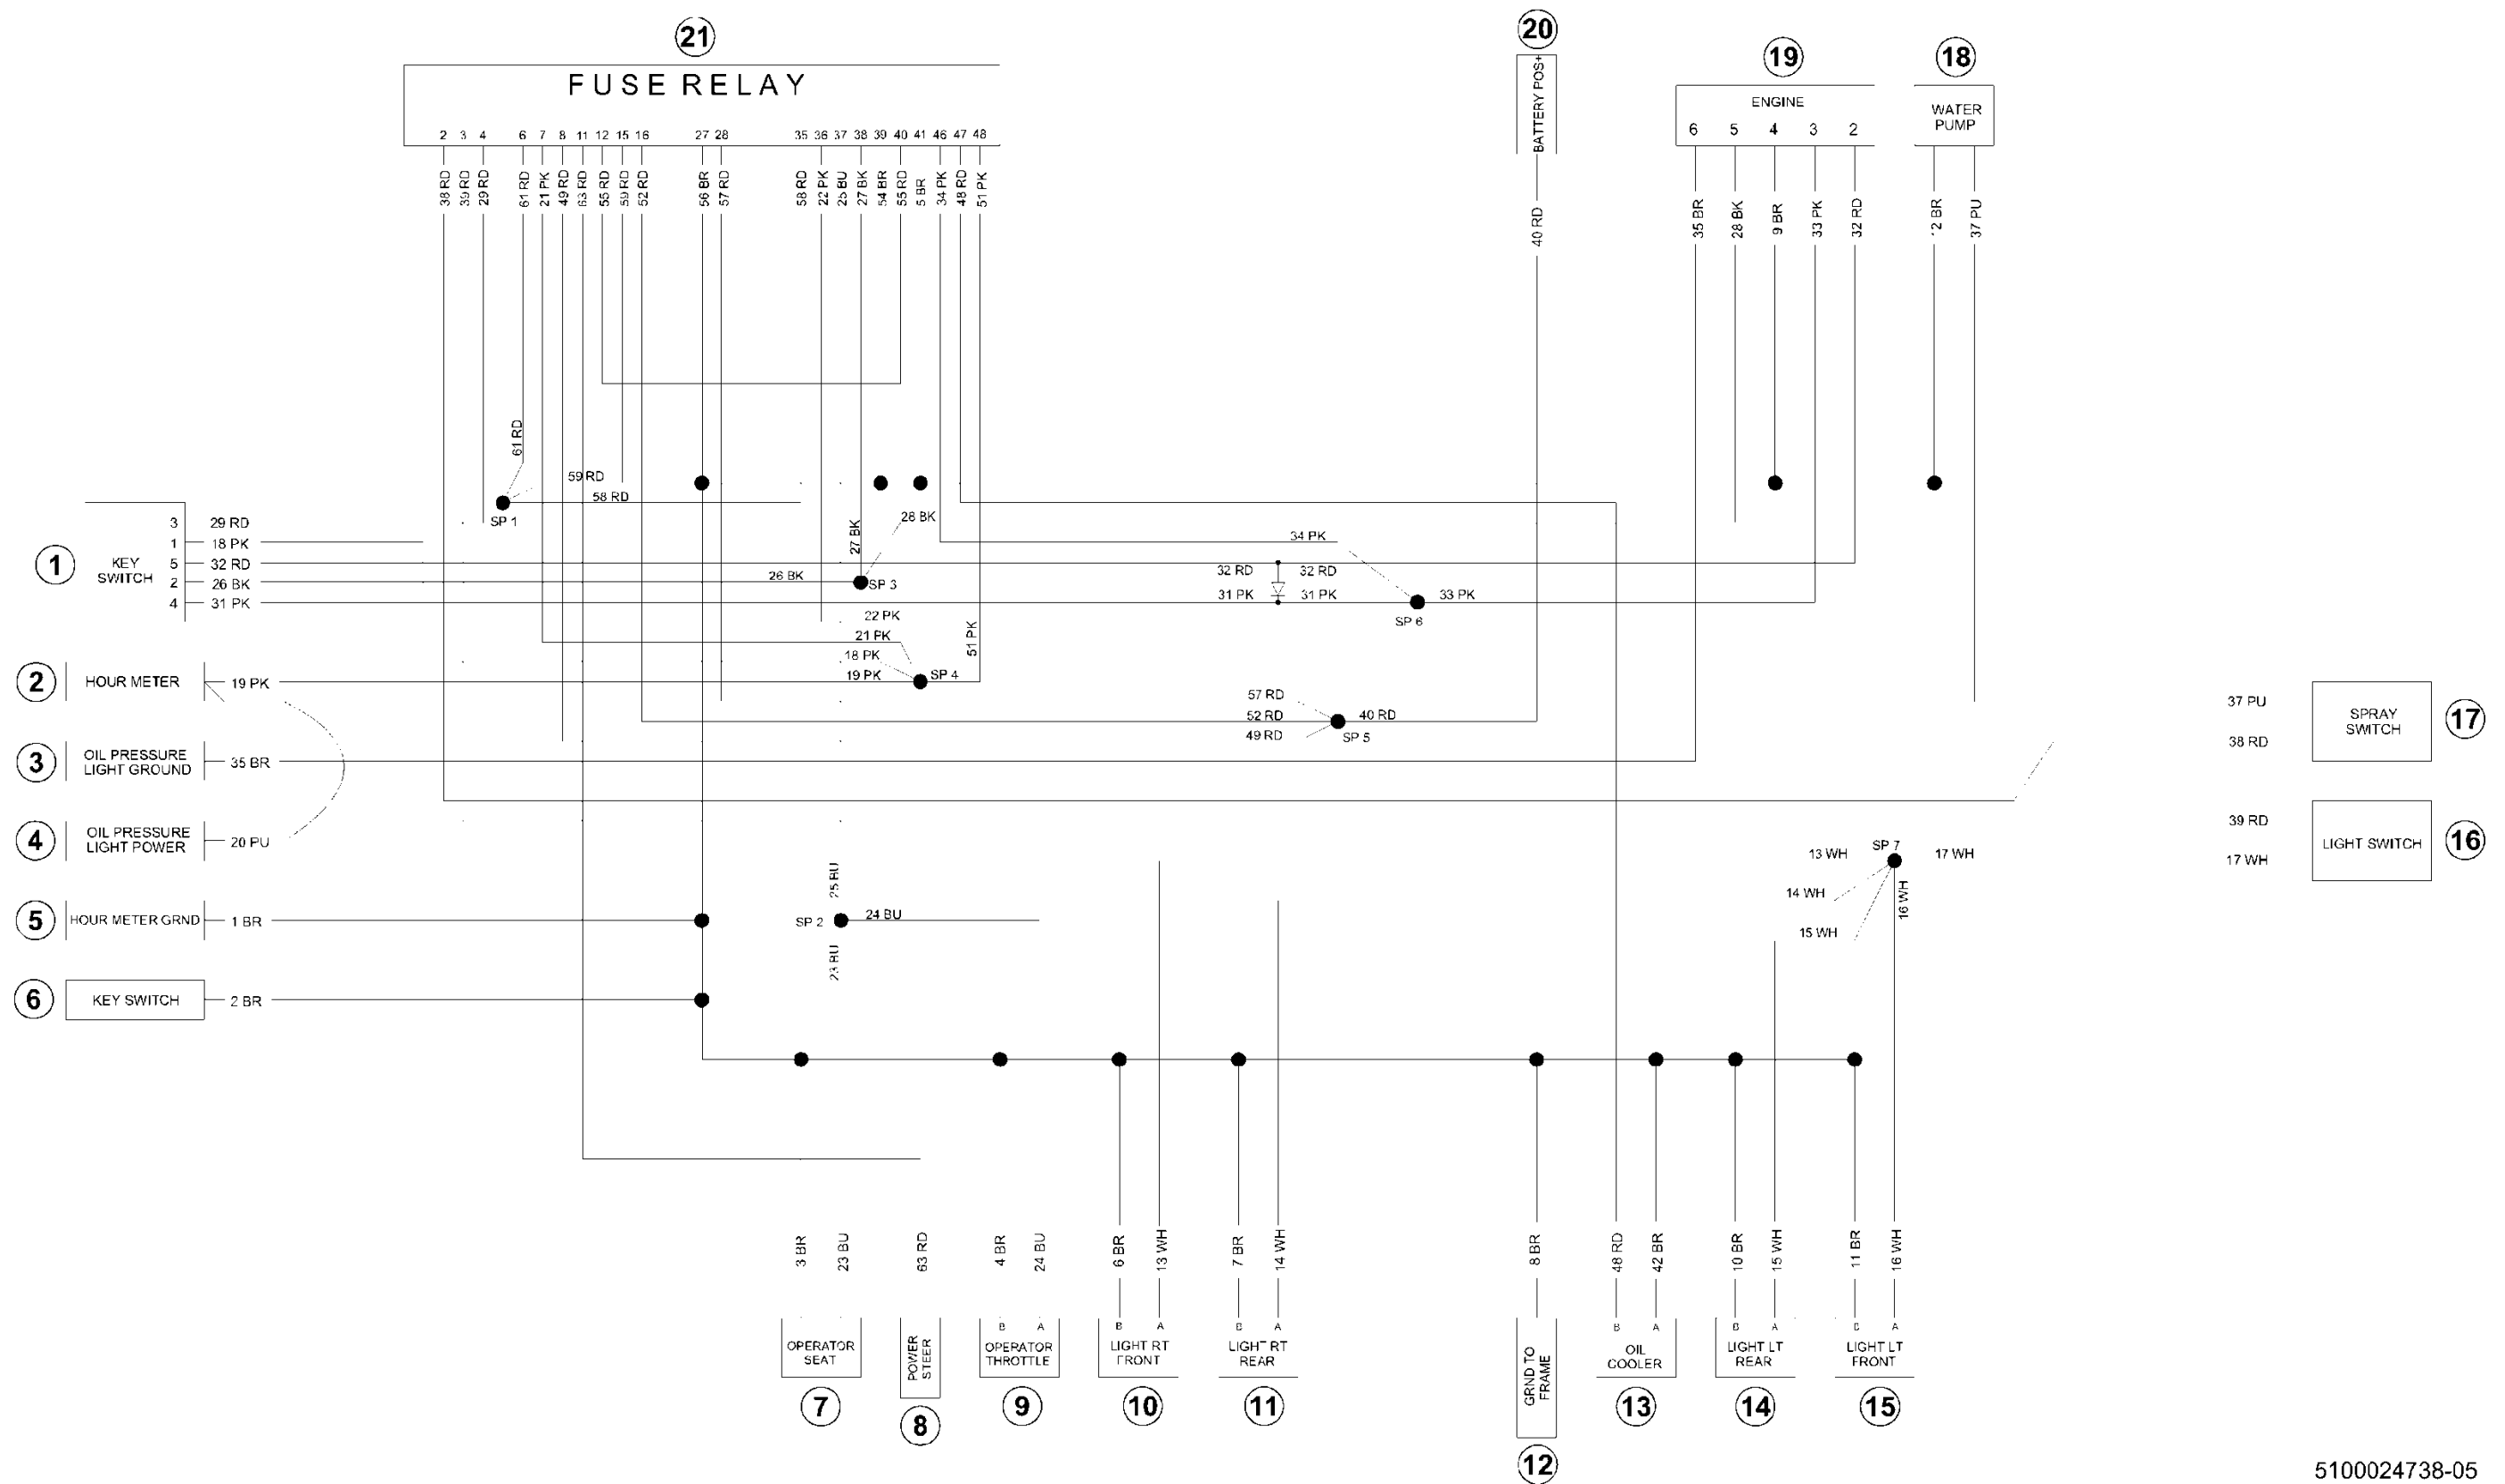 21
20
19
18
FUSE RELAY
BATTERY POS+
ENGINE
WATER
PUMP
6 5 4 3 2
2 3 4 6 7 8 11 12 15 16 27 28 35 36 37 38 39 40 41 46 47 48
38 RD
39 RD
29 RD
61 RD
21 PK
49 RD
63 RD
55 RD
59 RD
52 RD
56 BR
57 RD
58 RD
22 PK
25 BU
27 BK
54 BR
55 RD
5 BR
34 PK
48 RD
51 PK
40 RD
35 BR
28 BK
9 BR
33 PK
32 RD
12 BR
37 PU
61 RD
59 RD
58 RD
SP 1
28 BK
27 BK
34 PK
1
KEY
SWITCH
3 29 RD
1 18 PK
5 32 RD
2 26 BK
4 31 PK
26 BK
SP 3
32 RD 32 RD
31 PK 31 PK
33 PK
SP 6
22 PK
21 PK
18 PK
19 PK
SP 4
51 PK
2
HOUR METER
19 PK
57 RD
52 RD
49 RD
40 RD
SP 5
37 PU
38 RD
SPRAY
SWITCH
17
3
OIL PRESSURE
LIGHT GROUND
35 BR
4
OIL PRESSURE
LIGHT POWER
20 PU
39 RD
17 WH
LIGHT SWITCH
16
SP 7
13 WH
17 WH
14 WH
16 WH
15 WH
5
HOUR METER GRND
1 BR
25 BU
SP 2
24 BU
23 BU
6
KEY SWITCH
2 BR
3 BR
23 BU
63 RD
4 BR
24 BU
6 BR
13 WH
7 BR
14 WH
8 BR
48 RD
42 BR
10 BR
15 WH
11 BR
16 WH
OPERATOR
SEAT
7
POWER
STEER
8
B A
OPERATOR
THROTTLE
9
B A
LIGHT RT
FRONT
10
B A
LIGHT RT
REAR
11
GRND TO
FRAME
12
B A
OIL
COOLER
13
B A
LIGHT LT
REAR
14
B A
LIGHT LT
FRONT
15
5100024738-05